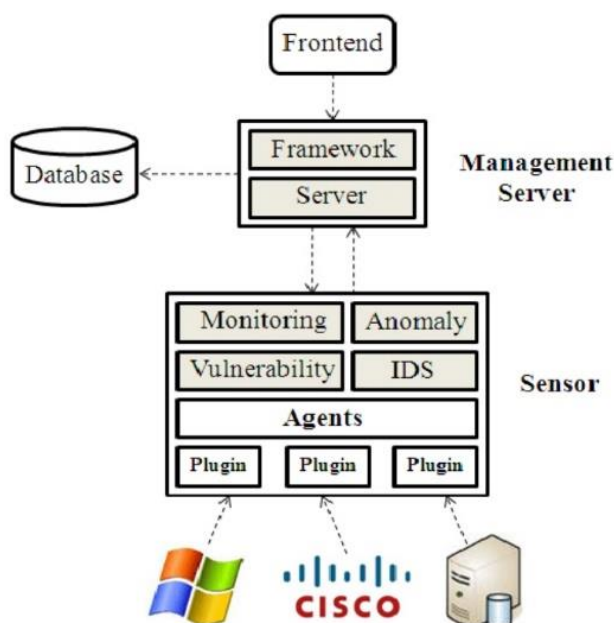 Frontend
Database
Framework
Server
Management
Server
Monitoring
Anomaly
Vulnerability
IDS
Agents
Sensor
Plugin
Plugin
Plugin
CISCO